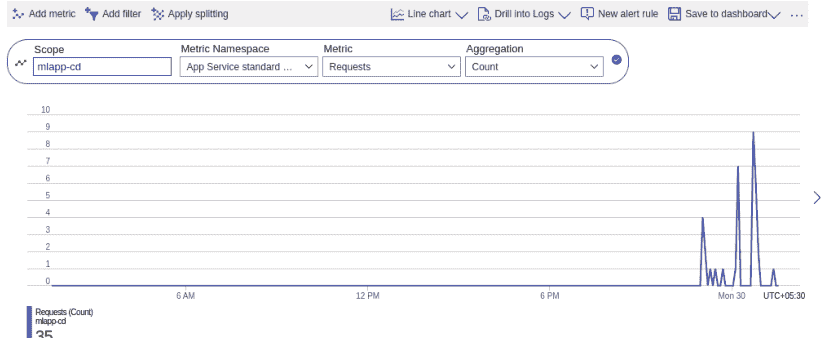 Add metric Add filter Apply splitting Line chart Drill into Logs New alert rule Save to dashboard ...
Scope Metric Namespace Metric Aggregation
mlapp-cd App Service standard ... Requests Count
10
9
8
7
6
5
4
3
2
1
0
6 AM 12 PM 6 PM Mon 30 UTC+05:30
Requests (Count)
mlapp-cd
35